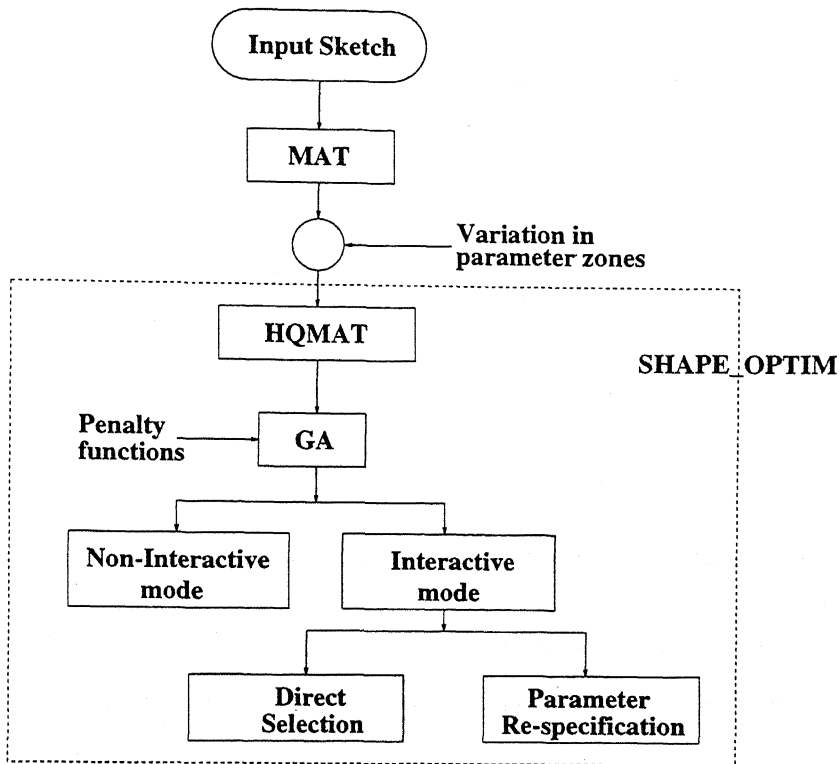 Input Sketch
MAT
Variation in
parameter zones
HQMAT
SHAPE_OPTIM
Penalty
functions
GA
Non-Interactive
mode
Interactive
mode
Direct
Selection
Parameter
Re-specification